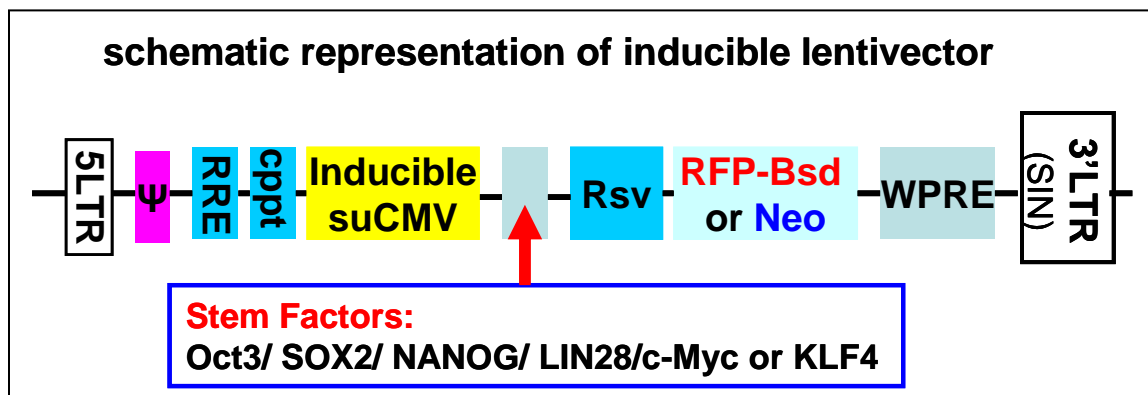 schematic representation of inducible lentivector
5LTR
Ψ
RRE
cppt
Inducible
suCMV
Rsv
RFP-Bsd
or Neo
WPRE
3'LTR
(SIN)
Stem Factors:
Oct3/ SOX2/ NANOG/ LIN28/c-Myc or KLF4